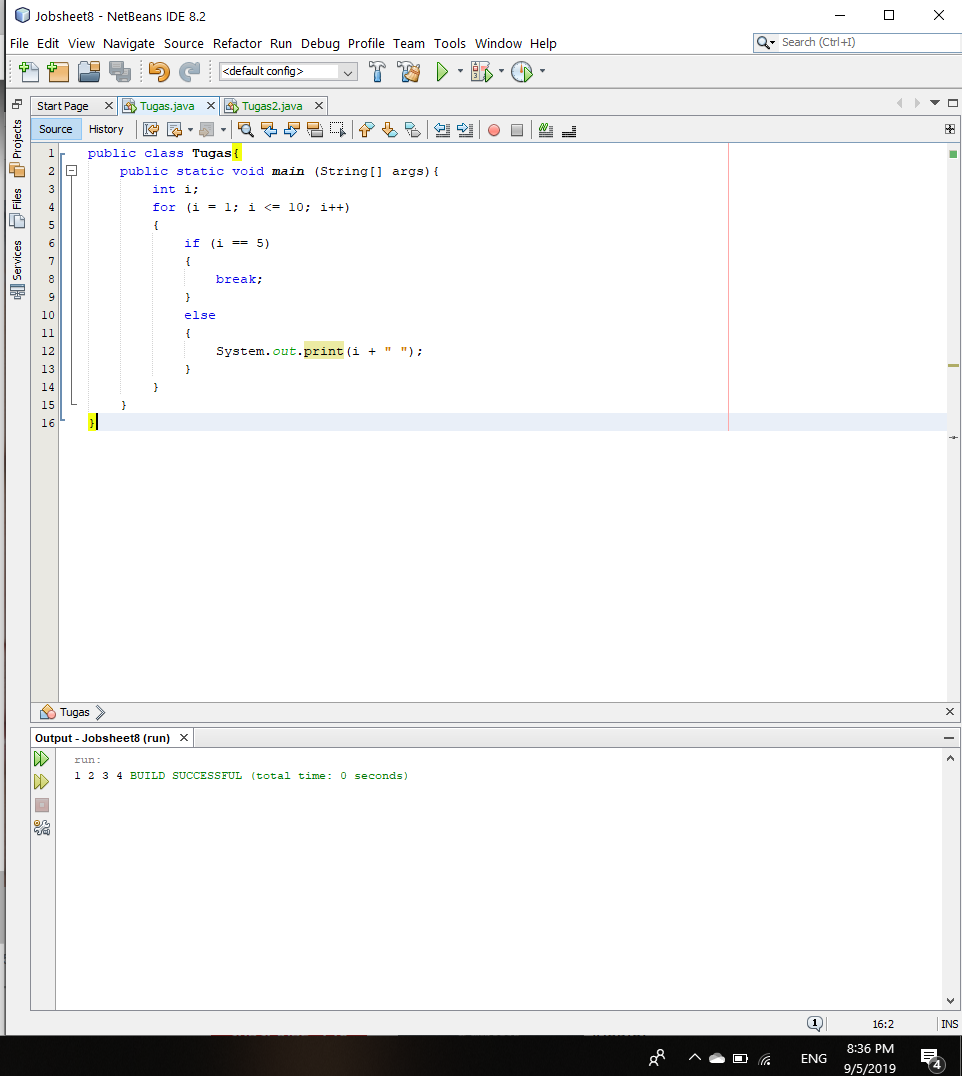 Jobsheet8 - NetBeans IDE 8.2
File Edit View Navigate Source Refactor Run Debug Profile Team Tools Window Help
Search (Ctrl+I)
<default config>
Start Page
Tugas.java
Tugas2.java
Source History
Projects
Files
Services
1 public class Tugas{
2 public static void main (String[] args){
3 int i;
4 for (i = 1; i <= 10; i++)
5 {
6 if (i == 5)
7 {
8 break;
9 }
10 else
11 {
12 System.out.print(i + " ");
13 }
14 }
15 }
16 }
Tugas
Output - Jobsheet8 (run)
run:
1 2 3 4 BUILD SUCCESSFUL (total time: 0 seconds)
1
16:2
INS
ENG
8:36 PM
9/5/2019
4